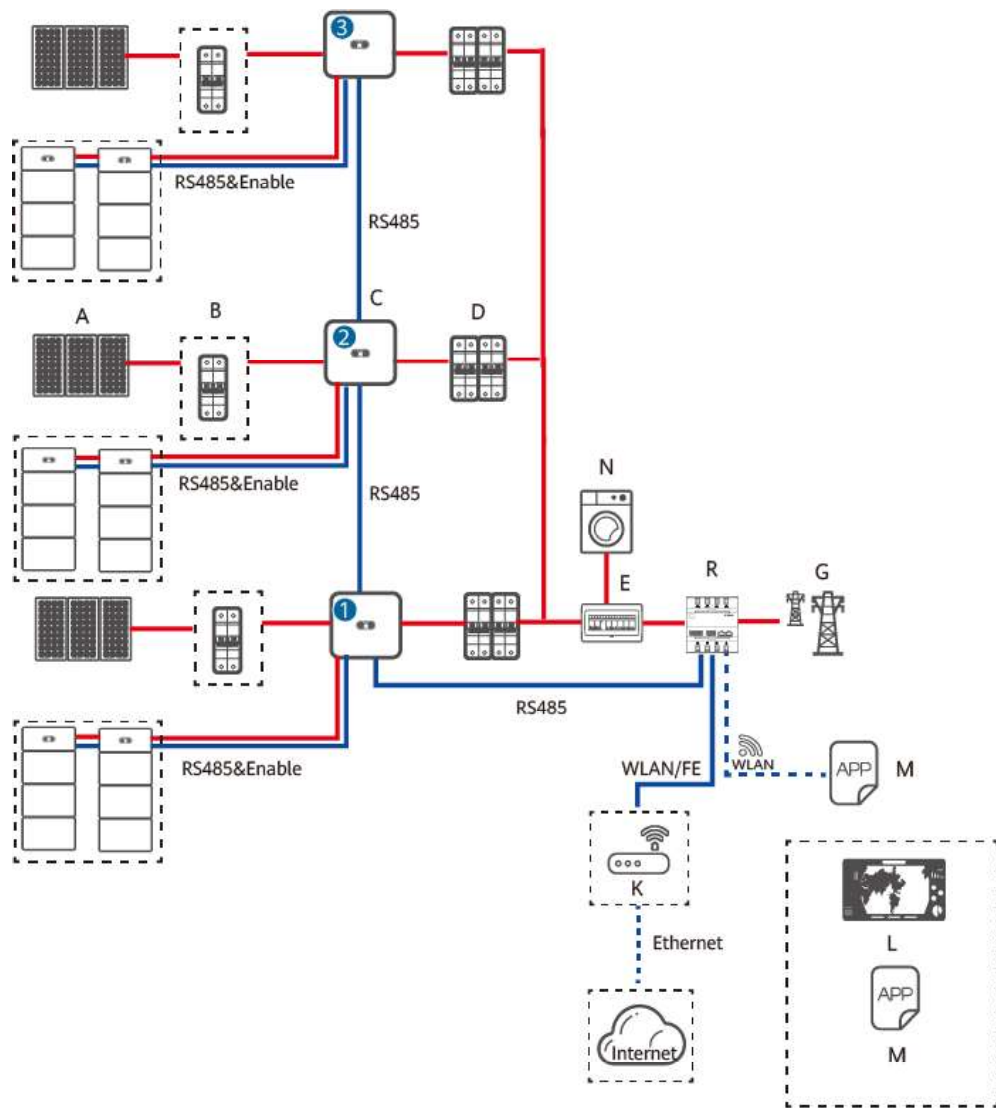 3
RS485&Enable
RS485
A
B
C
D
2
RS485&Enable
RS485
N
E
R
G
1
RS485
RS485&Enable
WLAN/FE
WLAN
APP
M
K
L
Ethernet
APP
Internet
M